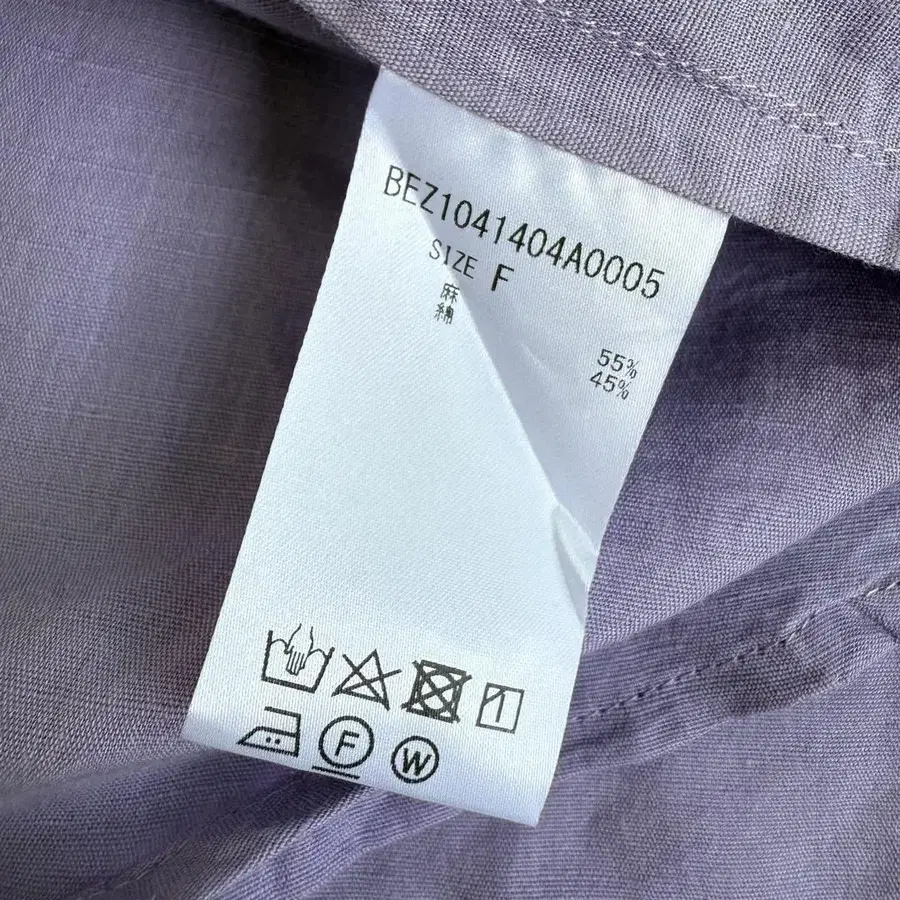 BEZ1041404A0005
SIZE F
麻 55%
綿 45%
F W